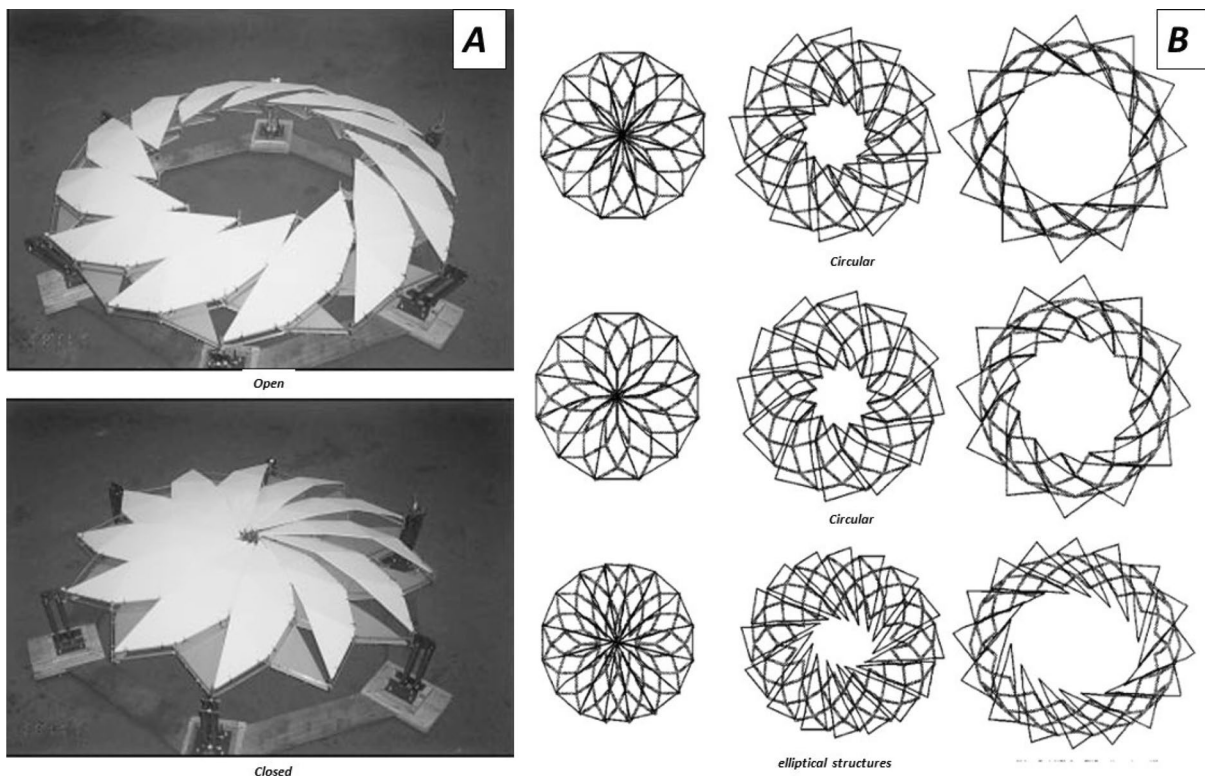 A
Open
Closed
B
Circular
Circular
elliptical structures